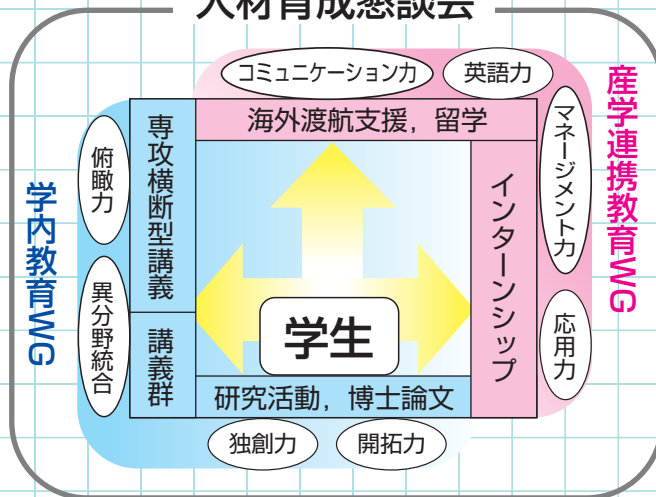 人材育成懇談会
コミュニケーション力
英語力
海外渡航支援，留学
産学連携教育WG
マネージメント力
インターンシップ
応用力
専攻横断型講義
俯瞰力
学内教育WG
異分野統合
講義群
学生
研究活動，博士論文
独創力
開拓力